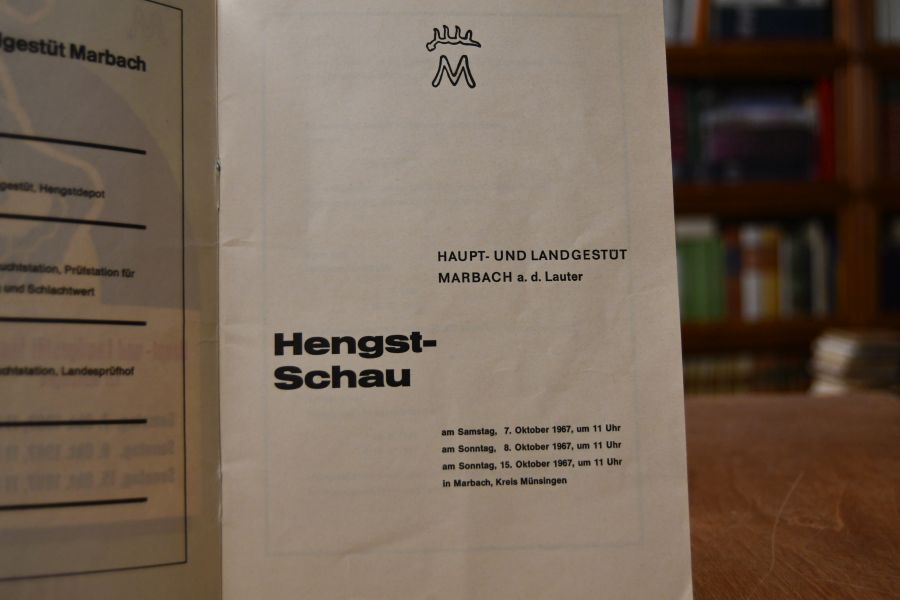 dgestüt Marbach
gestüt, Hengstdepot
uchtstation, Prüfstation für
und Schlachtwert
uchtstation, Landesprüfhof
M
HAUPT- UND LANDGESTÜT
MARBACH a. d. Lauter
Hengst-
Schau
am Samstag, 7. Oktober 1967, um 11 Uhr
am Sonntag, 8. Oktober 1967, um 11 Uhr
am Sonntag, 15. Oktober 1967, um 11 Uhr
in Marbach, Kreis Münsingen